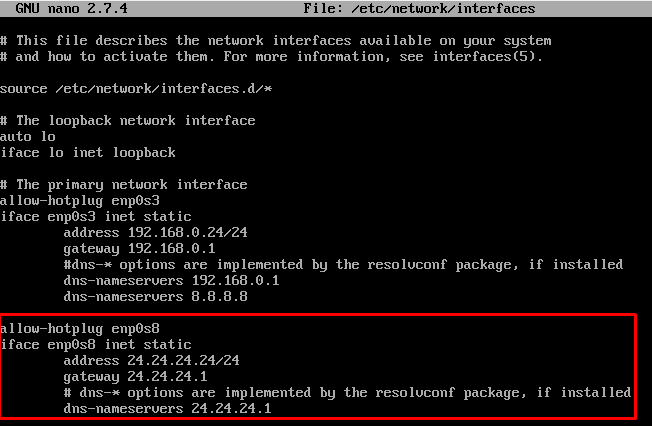 GNU nano 2.7.4 File: /etc/network/interfaces
# This file describes the network interfaces available on your system
# and how to activate them. For more information, see interfaces(5).
source /etc/network/interfaces.d/*
# The loopback network interface
auto lo
iface lo inet loopback
# The primary network interface
allow-hotplug enp0s3
iface enp0s3 inet static
address 192.168.0.24/24
gateway 192.168.0.1
#dns-* options are implemented by the resolvconf package, if installed
dns-nameservers 192.168.0.1
dns-nameservers 8.8.8.8
allow-hotplug enp0s8
iface enp0s8 inet static
address 24.24.24.24/24
gateway 24.24.24.1
# dns-* options are implemented by the resolvconf package, if installed
dns-nameservers 24.24.24.1